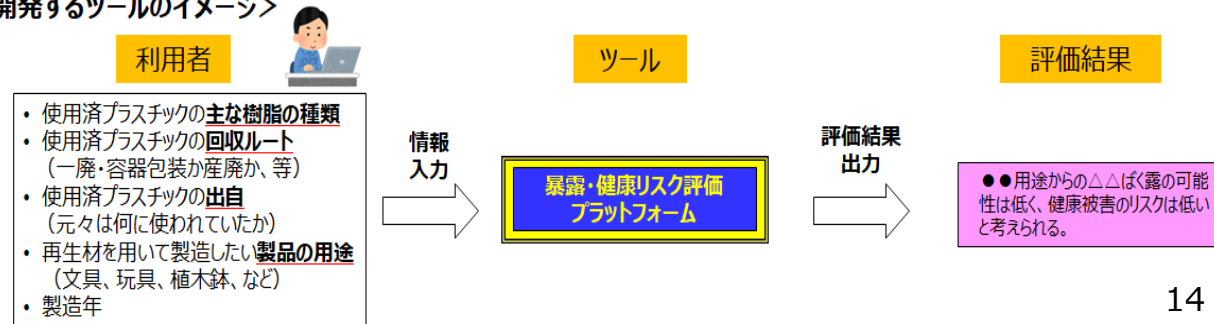 開発するツールのイメージ>
利用者
ツール
評価結果
• 使用済プラスチックの主な樹脂の種類
• 使用済プラスチックの回収ルート
（一廃・容器包装か産廃か、等）
• 使用済プラスチックの出自
（元々は何に使われていたか）
• 再生材を用いて製造したい製品の用途
（文具、玩具、植木鉢、など）
• 製造年
情報
入力
暴露・健康リスク評価
プラットフォーム
評価結果
出力
●●用途からの△△ばく露の可能
性は低く、健康被害のリスクは低い
と考えられる。
14